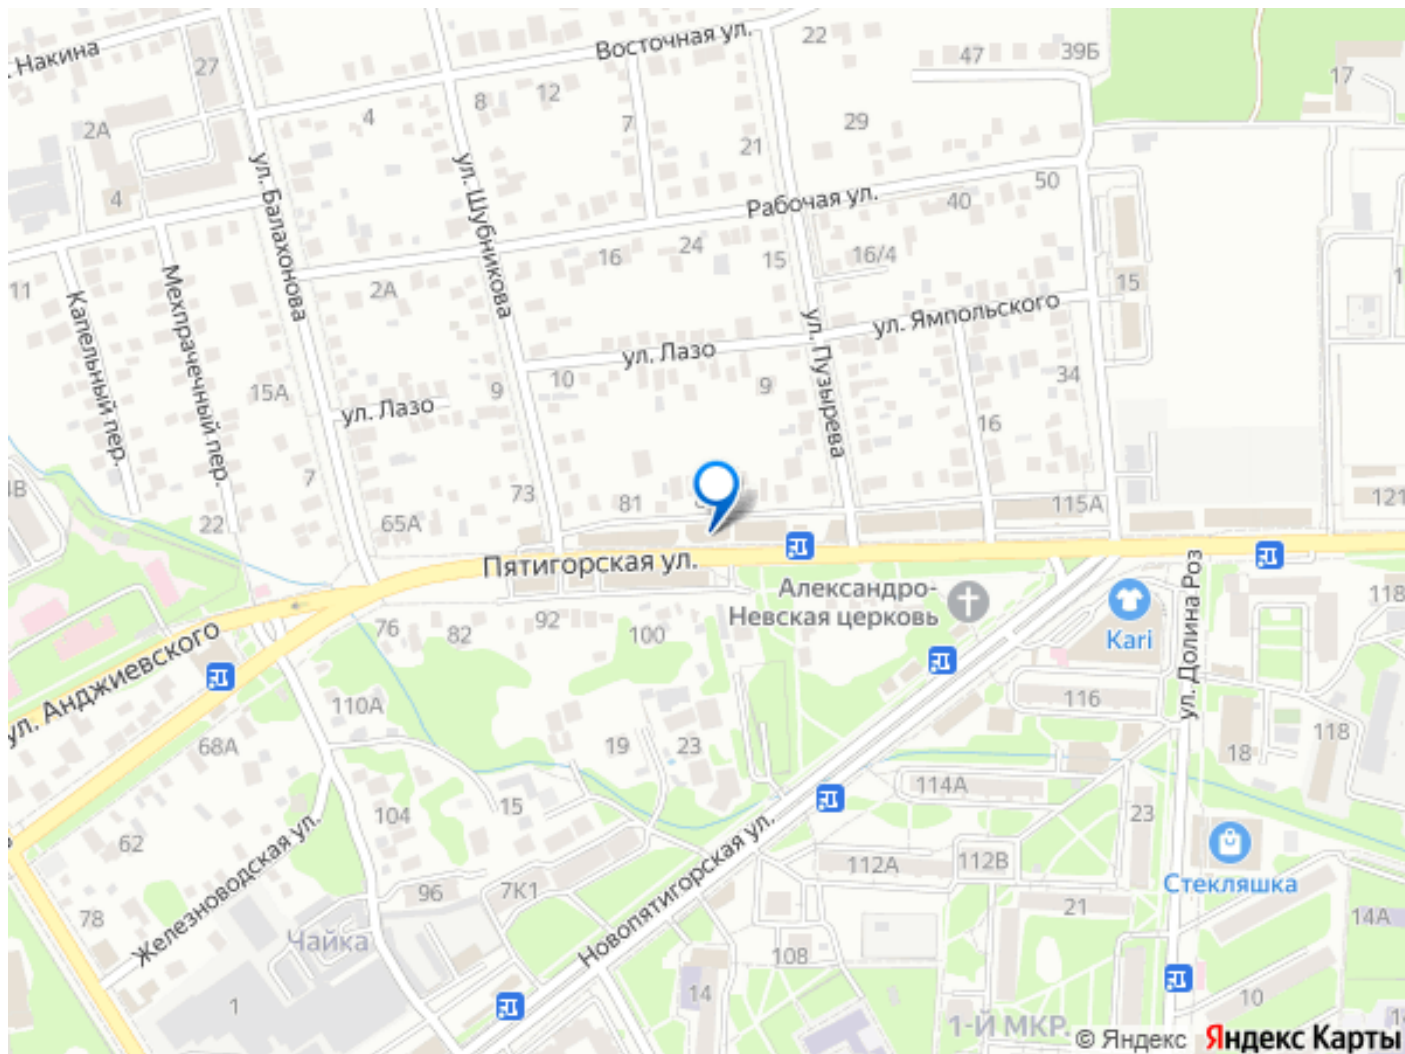 Восточная ул.
22
47
39Б
17
. Накина
27
8
12
4
7
29
2А
21
ул. Балахонова
ул. Шубникова
50
4
Рабочая ул.
40
24
16
15
16/4
11
2А
15
Капельный пер.
Мехпрачечный пер.
ул. Ямпольского
ул. Пузырева
ул. Лазо
10
9
9
34
15А
ул. Лазо
16
7
73
81
115А
121
22
65А
Пятигорская ул.
Александро-
Невская церковь
Kari
ул. Долина Роз
118
76
82
92
100
ул. Анджиевского
110А
116
68А
19
23
18
118
114А
15
104
23
62
Новопятигорская ул.
Железноводская ул.
Стекляшка
112А
112В
96
7К1
21
14А
78
Чайка
108
14
10
1
1-Й МКР.
© Яндекс Яндекс Карты